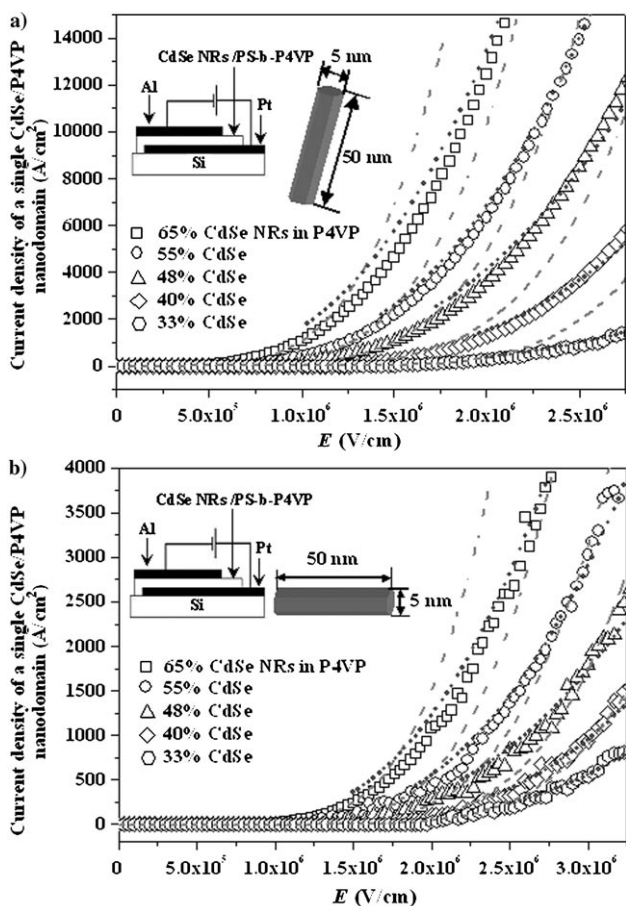 a)
Current density of a single CdSe/P4VP
nanodomain (A/cm²)
14000
12000
10000
8000
6000
4000
2000
0
CdSe NRs /PS-b-P4VP
Al
Pt
Si
5 nm
50 nm
65% CdSe NRs in P4VP
55% CdSe
48% CdSe
40% CdSe
33% CdSe
0 5.0x10⁵ 1.0x10⁶ 1.5x10⁶ 2.0x10⁶ 2.5x10⁶
E (V/cm)
b)
Current density of a single CdSe/P4VP
nanodomain (A/cm²)
4000
3500
3000
2500
2000
1500
1000
500
0
CdSe NRs /PS-b-P4VP
Al
Pt
Si
50 nm
5 nm
65% CdSe NRs in P4VP
55% CdSe
48% CdSe
40% CdSe
33% CdSe
0 5.0x10⁵ 1.0x10⁶ 1.5x10⁶ 2.0x10⁶ 2.5x10⁶ 3.0x10⁶
E (V/cm)